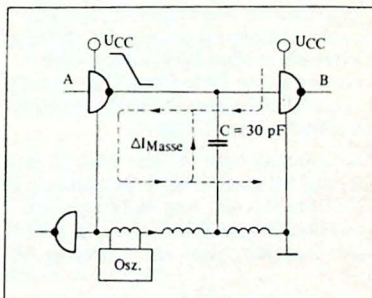 UCC
UCC
A
B
C = 30 pF
ΔIMasse
Osz.